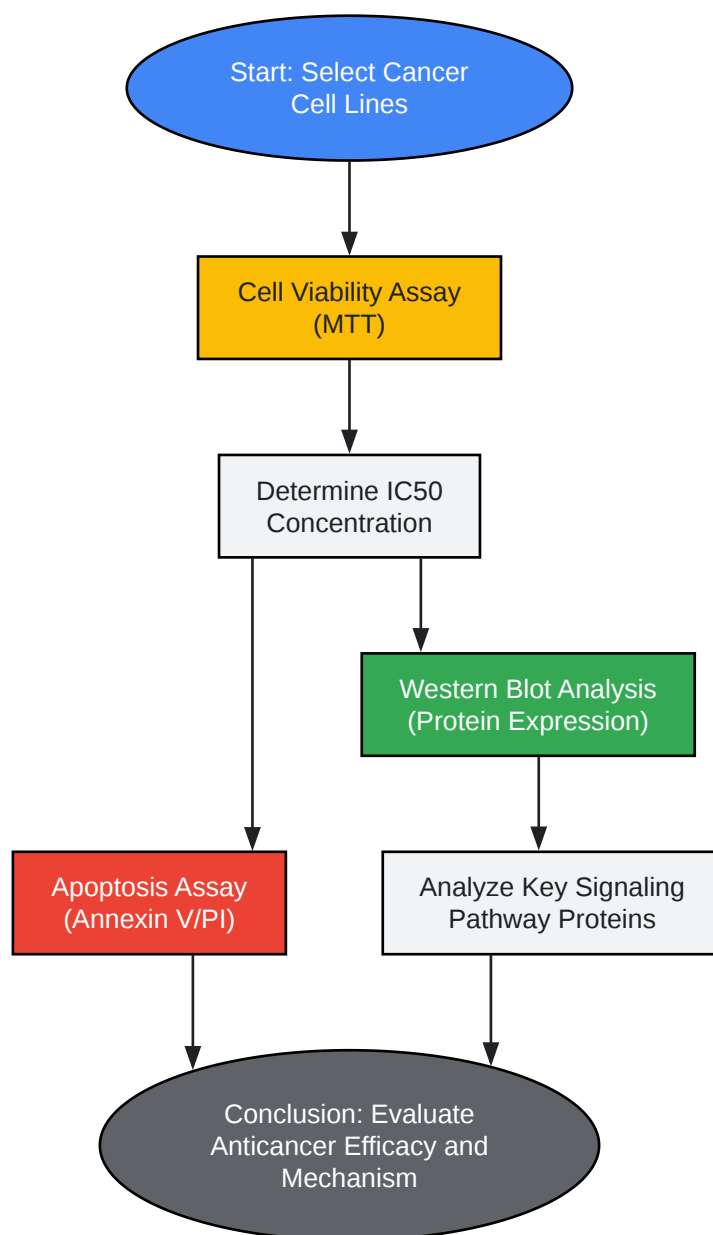 Start: Select Cancer
Cell Lines
Cell Viability Assay
(MTT)
Determine IC50
Concentration
Western Blot Analysis
(Protein Expression)
Apoptosis Assay
(Annexin V/PI)
Analyze Key Signaling
Pathway Proteins
Conclusion: Evaluate
Anticancer Efficacy and
Mechanism